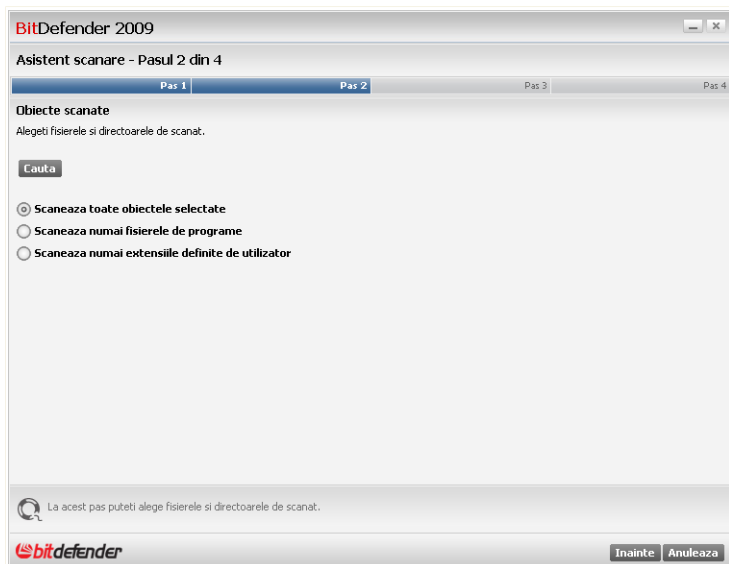 BitDefender 2009
Asistent scanare - Pasul 2 din 4
Pas 1 Pas 2 Pas 3 Pas 4
Obiecte scanate
Alegeti fisierele si directoarele de scanat.
Cauta
Scaneaza toate obiectele selectate
Scaneaza numai fisierele de programe
Scaneaza numai extensiile definite de utilizator
La acest pas puteti alege fisierele si directoarele de scanat.
bitdefender Inainte Anuleaza